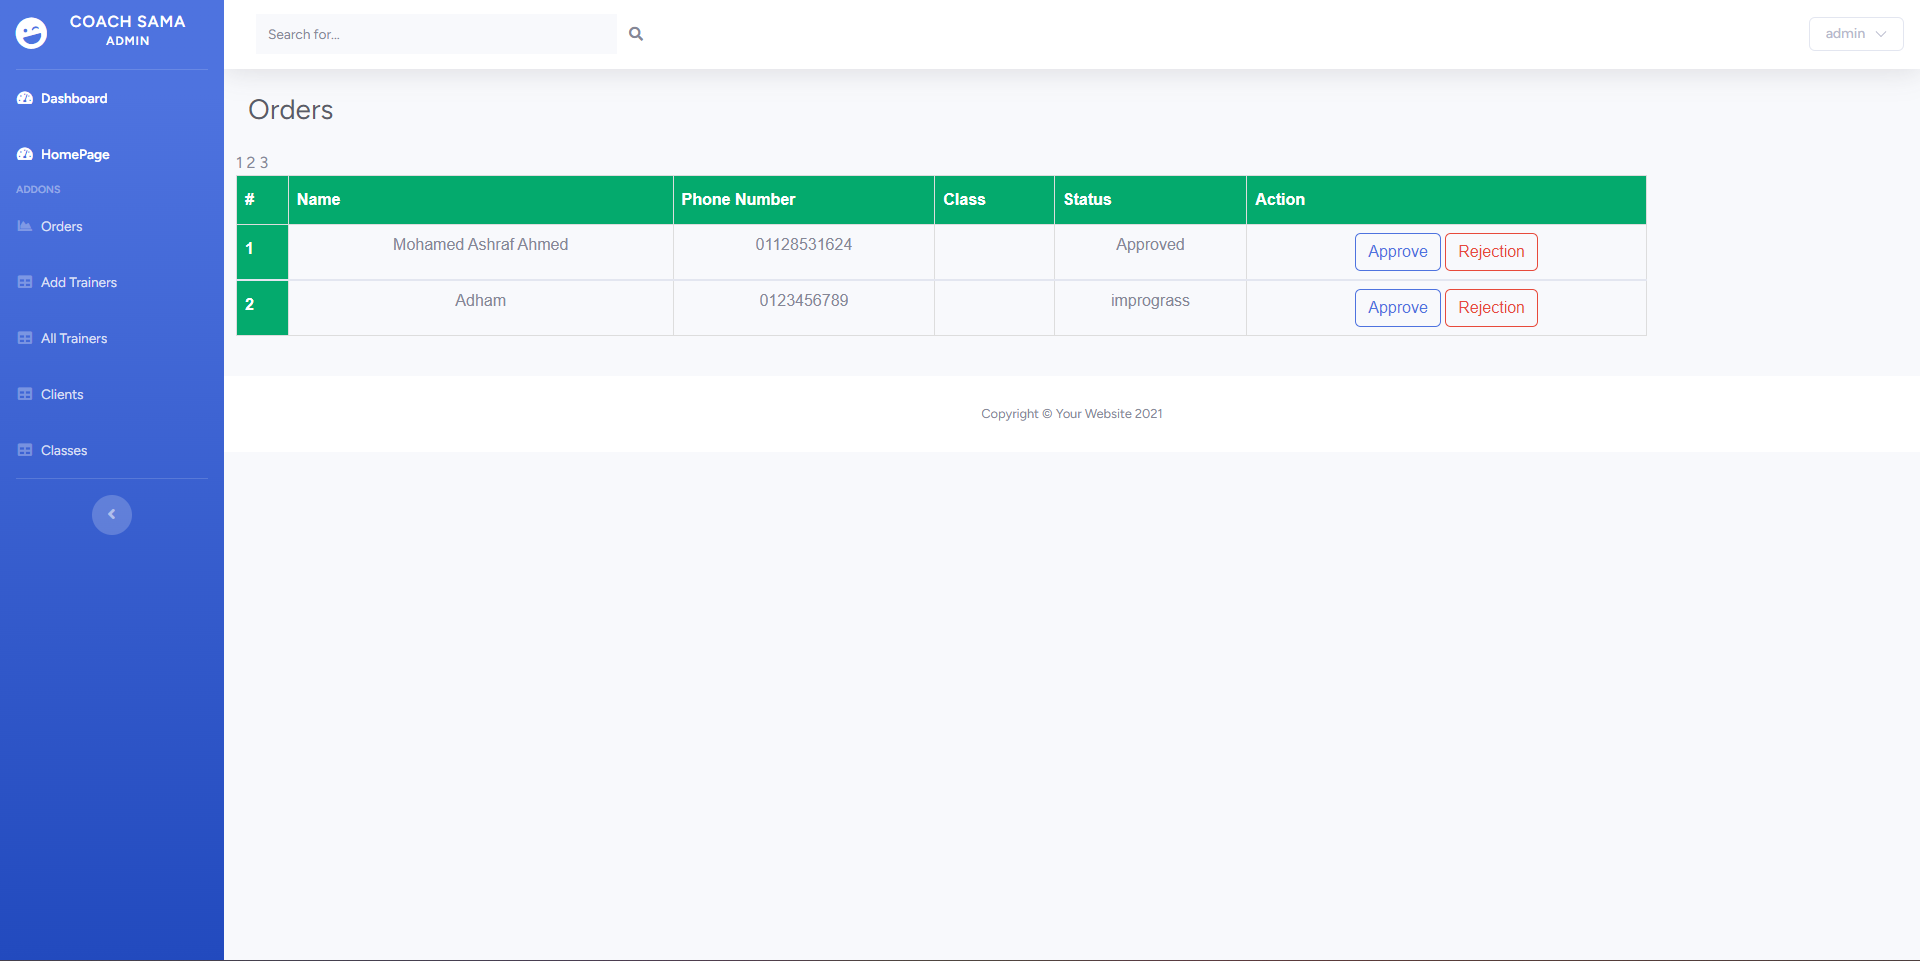 COACH SAMA
ADMIN
Dashboard
HomePage
ADDONS
Orders
Add Trainers
All Trainers
Clients
Classes
Search for...
admin
Orders
1 2 3
# Name Phone Number Class Status Action
1 Mohamed Ashraf Ahmed 01128531624 Approved Approve Rejection
2 Adham 0123456789 improgress Approve Rejection
Copyright © Your Website 2021